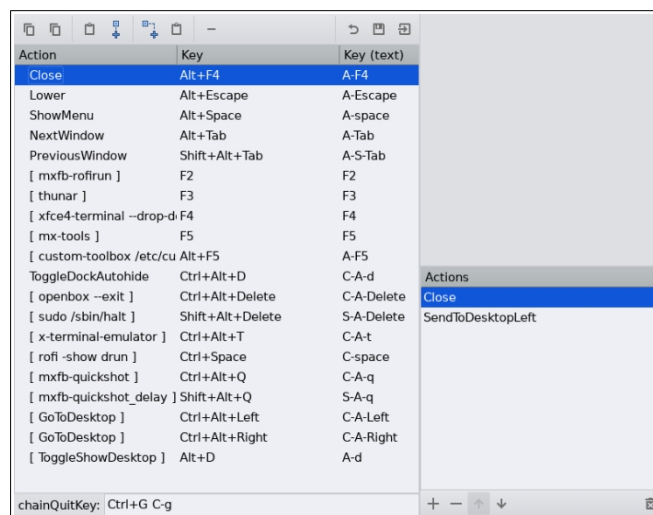 Action Key Key (text)
Close Alt+F4 A-F4
Lower Alt+Escape A-Escape
ShowMenu Alt+Space A-space
NextWindow Alt+Tab A-Tab
PreviousWindow Shift+Alt+Tab A-S-Tab
[ mxfb-rofirun ] F2 F2
[ thunar ] F3 F3
[ xfce4-terminal --drop-d F4 F4
[ mx-tools ] F5 F5
[ custom-toolbox /etc/cu Alt+F5 A-F5
ToggleDockAutohide Ctrl+Alt+D C-A-d
[ openbox --exit ] Ctrl+Alt+Delete C-A-Delete
[ sudo /sbin/halt ] Shift+Alt+Delete S-A-Delete
[ x-terminal-emulator ] Ctrl+Alt+T C-A-t
[ rofi -show drun ] Ctrl+Space C-space
[ mxfb-quickshot ] Ctrl+Alt+Q C-A-q
[ mxfb-quickshot_delay ] Shift+Alt+Q S-A-q
[ GoToDesktop ] Ctrl+Alt+Left C-A-Left
[ GoToDesktop ] Ctrl+Alt+Right C-A-Right
[ ToggleShowDesktop ] Alt+D A-d
chainQuitKey: Ctrl+G C-g
Actions
Close
SendToDesktopLeft